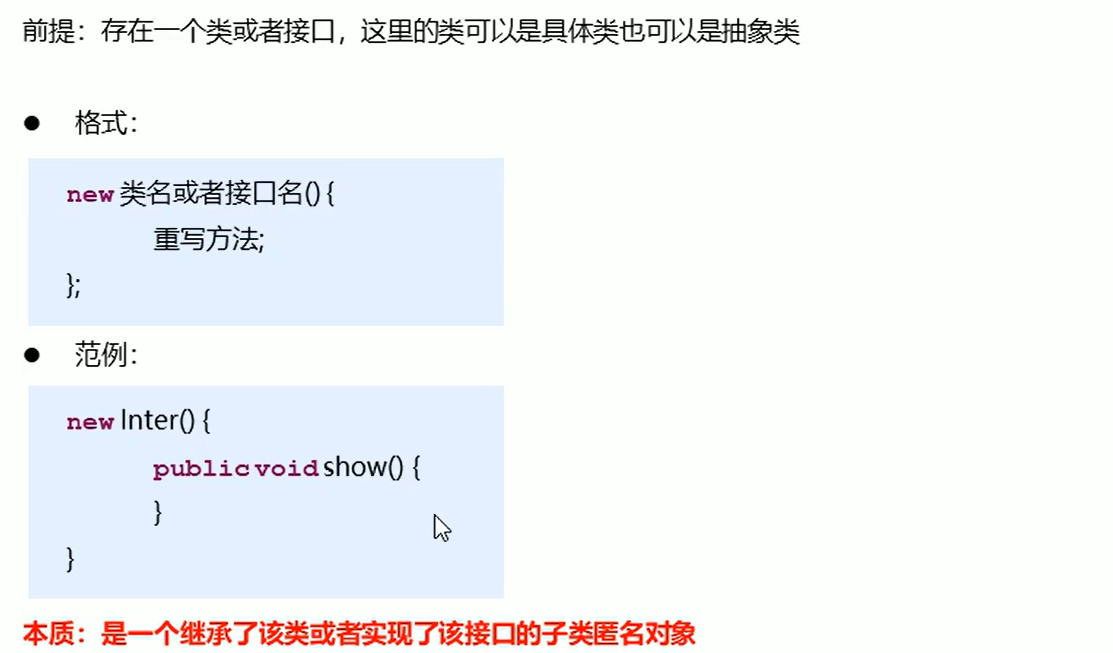 前提：存在一个类或者接口，这里的类可以是具体类也可以是抽象类
● 格式：
new 类名或者接口名() {
重写方法;
};
● 范例：
new Inter() {
public void show() {
}
}
本质：是一个继承了该类或者实现了该接口的子类匿名对象